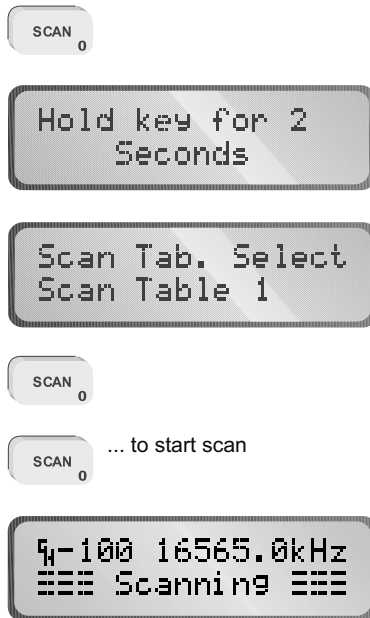 SCAN
0
Hold key for 2
Seconds
Scan Tab. Select
Scan Table 1
SCAN
0
SCAN
0
... to start scan
-100 16565.0kHz
Scanning